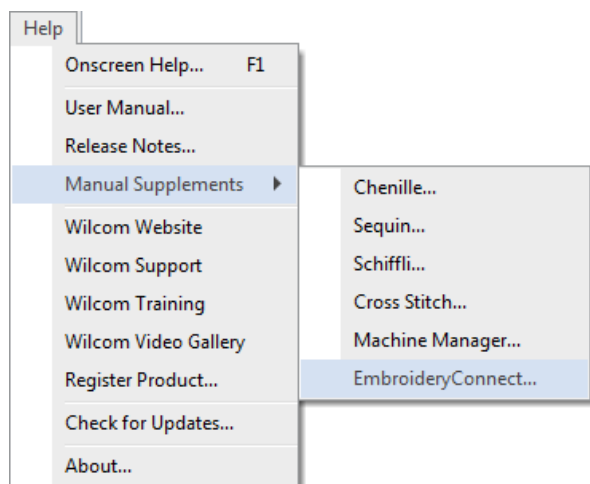 Help
Onscreen Help... F1
User Manual...
Release Notes...
Manual Supplements
Wilcom Website
Wilcom Support
Wilcom Training
Wilcom Video Gallery
Register Product...
Check for Updates...
About...
Chenille...
Sequin...
Schiffli...
Cross Stitch...
Machine Manager...
EmbroideryConnect...